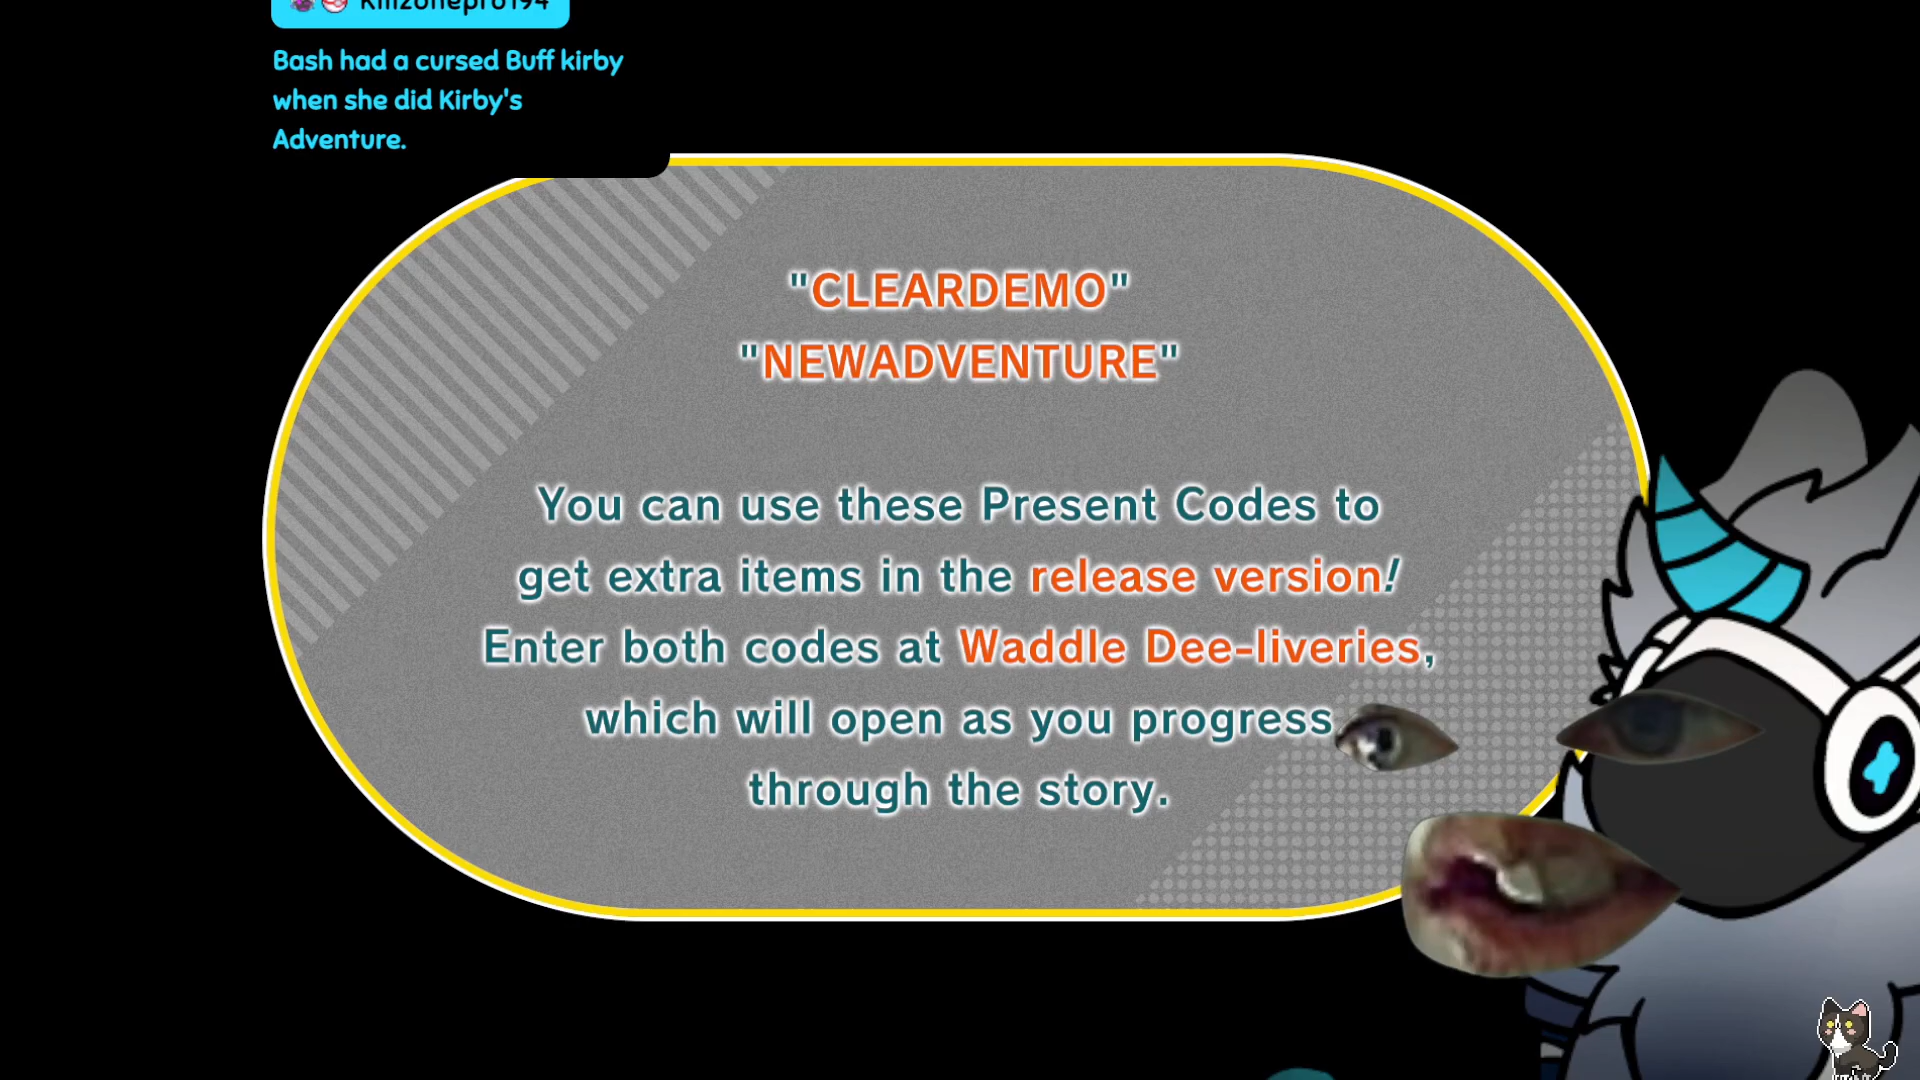 Killzonepro194
Bash had a cursed Buff kirby
when she did Kirby's
Adventure.
"CLEARDEMO"
"NEWADVENTURE"
You can use these Present Codes to
get extra items in the release version!
Enter both codes at Waddle Dee-liveries,
which will open as you progress
through the story.